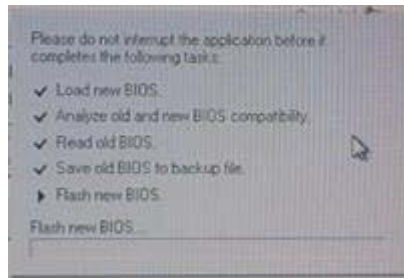 Please do not interrupt the application before it
completes the following tasks:
Load new BIOS.
Analyze old and new BIOS compatibility.
Read old BIOS.
Save old BIOS to backup file.
Flash new BIOS.
Flash new BIOS...